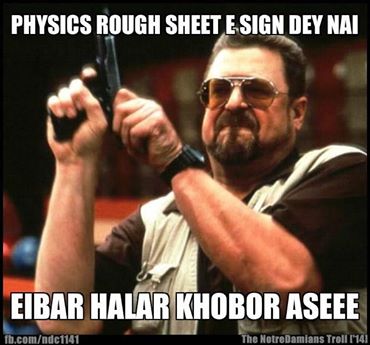 PHYSICS ROUGH SHEET E SIGN DEY NAI
EIBAR HALAR KHOBOR ASEEE
fb.com/ndc1141
The NotreDamians Troll ['14]